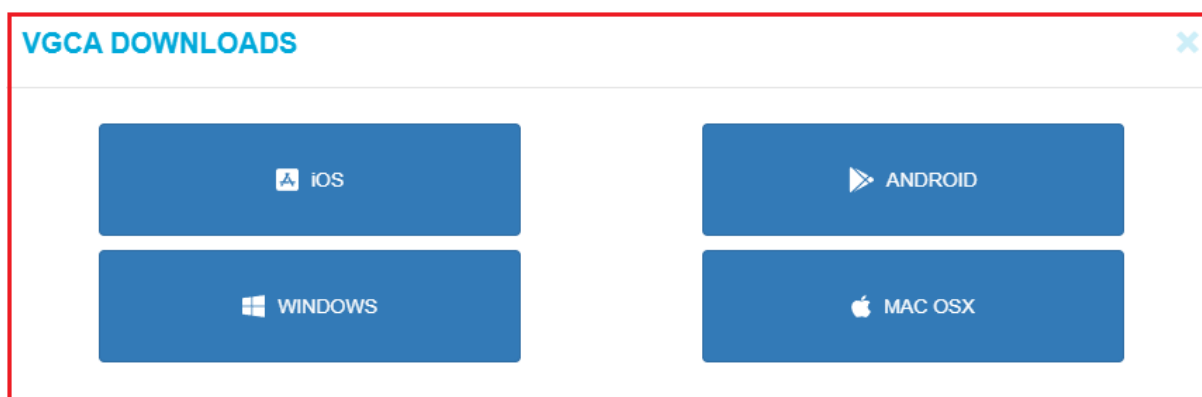 VGCA DOWNLOADS
iOS
ANDROID
WINDOWS
MAC OSX